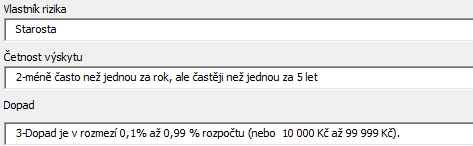 Vlastník rizika
Starosta
Četnost výskytu
2-méně často než jednou za rok, ale častěji než jednou za 5 let
Dopad
3-Dopad je v rozmezí 0,1% až 0,99 % rozpočtu (nebo  10 000 Kč až 99 999 Kč).